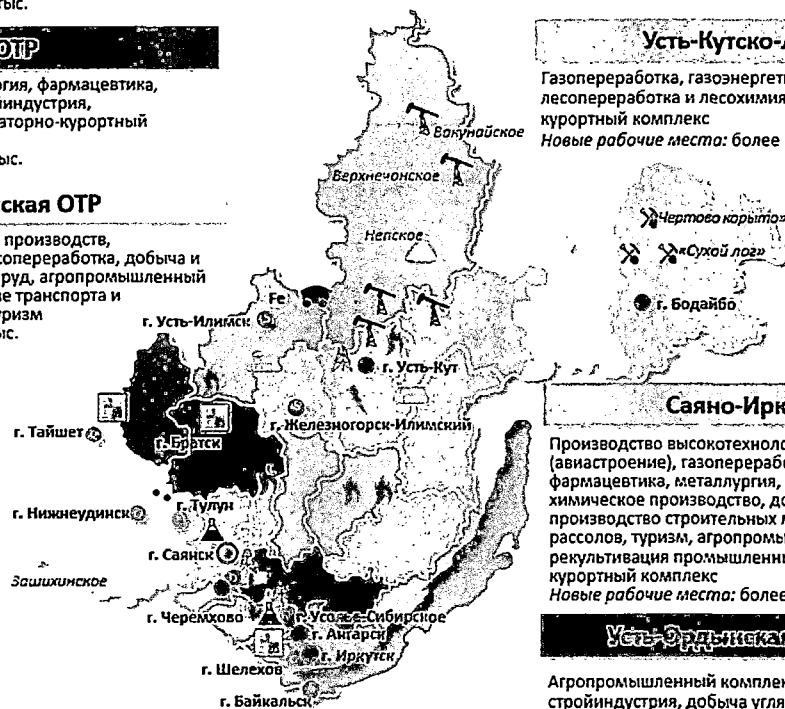 тыс.
ОТР
гия, фармацевтика,
йиндустрия,
аторно-курортный
ыс.
ская ОТР
производств,
сопереработка, добыча и
руд, агропромышленный
ве транспорта и
уризм
ыс.
Усть-Кутско-
Газопереработка, газоэнергет
лесопереработка и лесохимия
курортный комплекс
Новые рабочие места: более
Вакунайское
Верхнечонское
Непское
«Чертово корыто»
«Сухой лог»
г. Бодайбо
Fe
г. Усть-Илимск
г. Усть-Кут
г. Железногорск-Илимский
г. Тайшет
г. Братск
г. Нижнеудинск
г. Тулун
г. Саянск
Зашихинское
г. Черемхово
г. Усолье-Сибирское
г. Ангарск
г. Иркутск
г. Шелехов
г. Байкальск
Саяно-Ирк
Производство высокотехноло
(авиастроение), газоперераб
фармацевтика, металлургия,
химическое производство, до
производство строительных
рассолов, туризм, агропромы
рекультивация промышленн
курортный комплекс
Новые рабочие места: более
Усть-Ордынская
Агропромышленный комплек
стройиндустрия, добыча угля